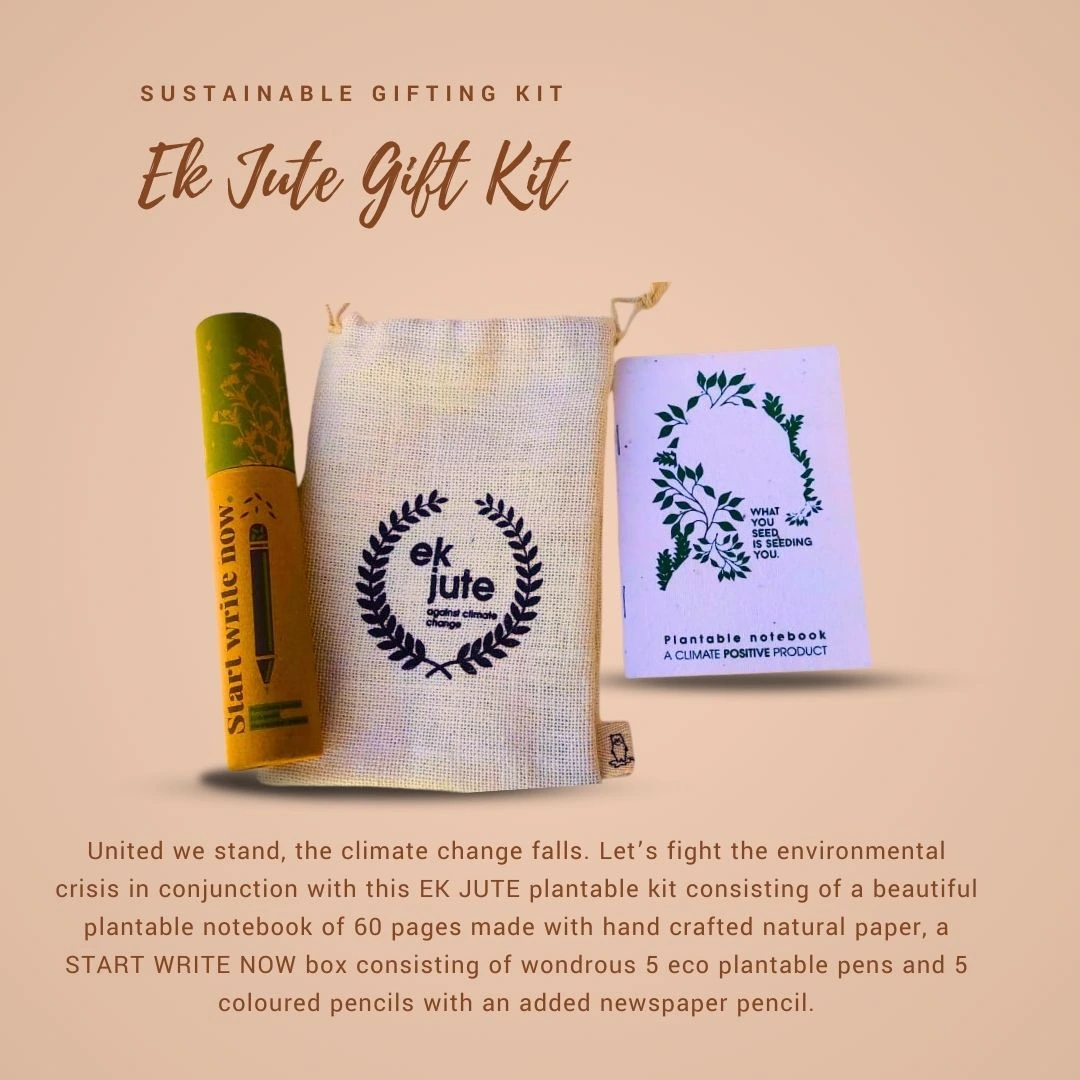 SUSTAINABLE GIFTING KIT
Ek Jute Gift Kit
Start write now.
ek
jute
against climate
change
WHAT
YOU
SEED
IS SEEDING
YOU.
Plantable notebook
A CLIMATE POSITIVE PRODUCT
United we stand, the climate change falls. Let’s fight the environmental
crisis in conjunction with this EK JUTE plantable kit consisting of a beautiful
plantable notebook of 60 pages made with hand crafted natural paper, a
START WRITE NOW box consisting of wondrous 5 eco plantable pens and 5
coloured pencils with an added newspaper pencil.